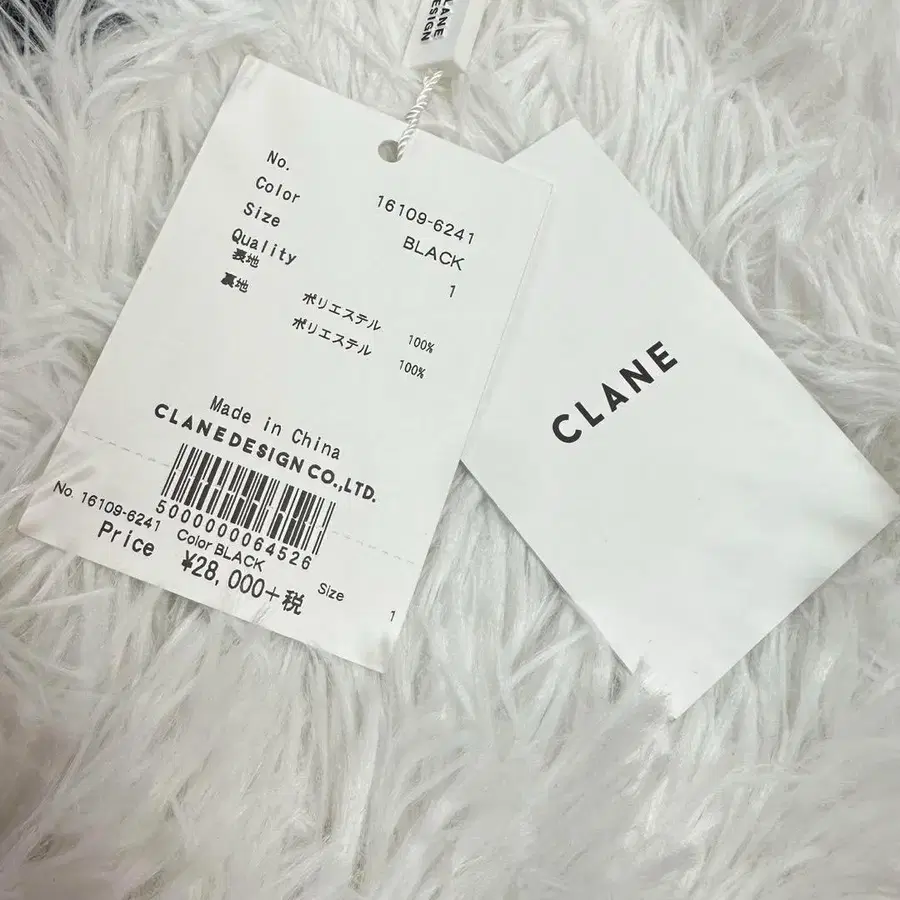 CLANE
DESIGN
No. 16109-6241
Color BLACK
Size 1
Quality
表地 ポリエステル 100%
裏地 ポリエステル 100%
Made in China
CLANEDESIGN CO.,LTD.
5000000064526
No. 16109-6241 Color BLACK Size 1
Price ¥28,000+税
CLANE